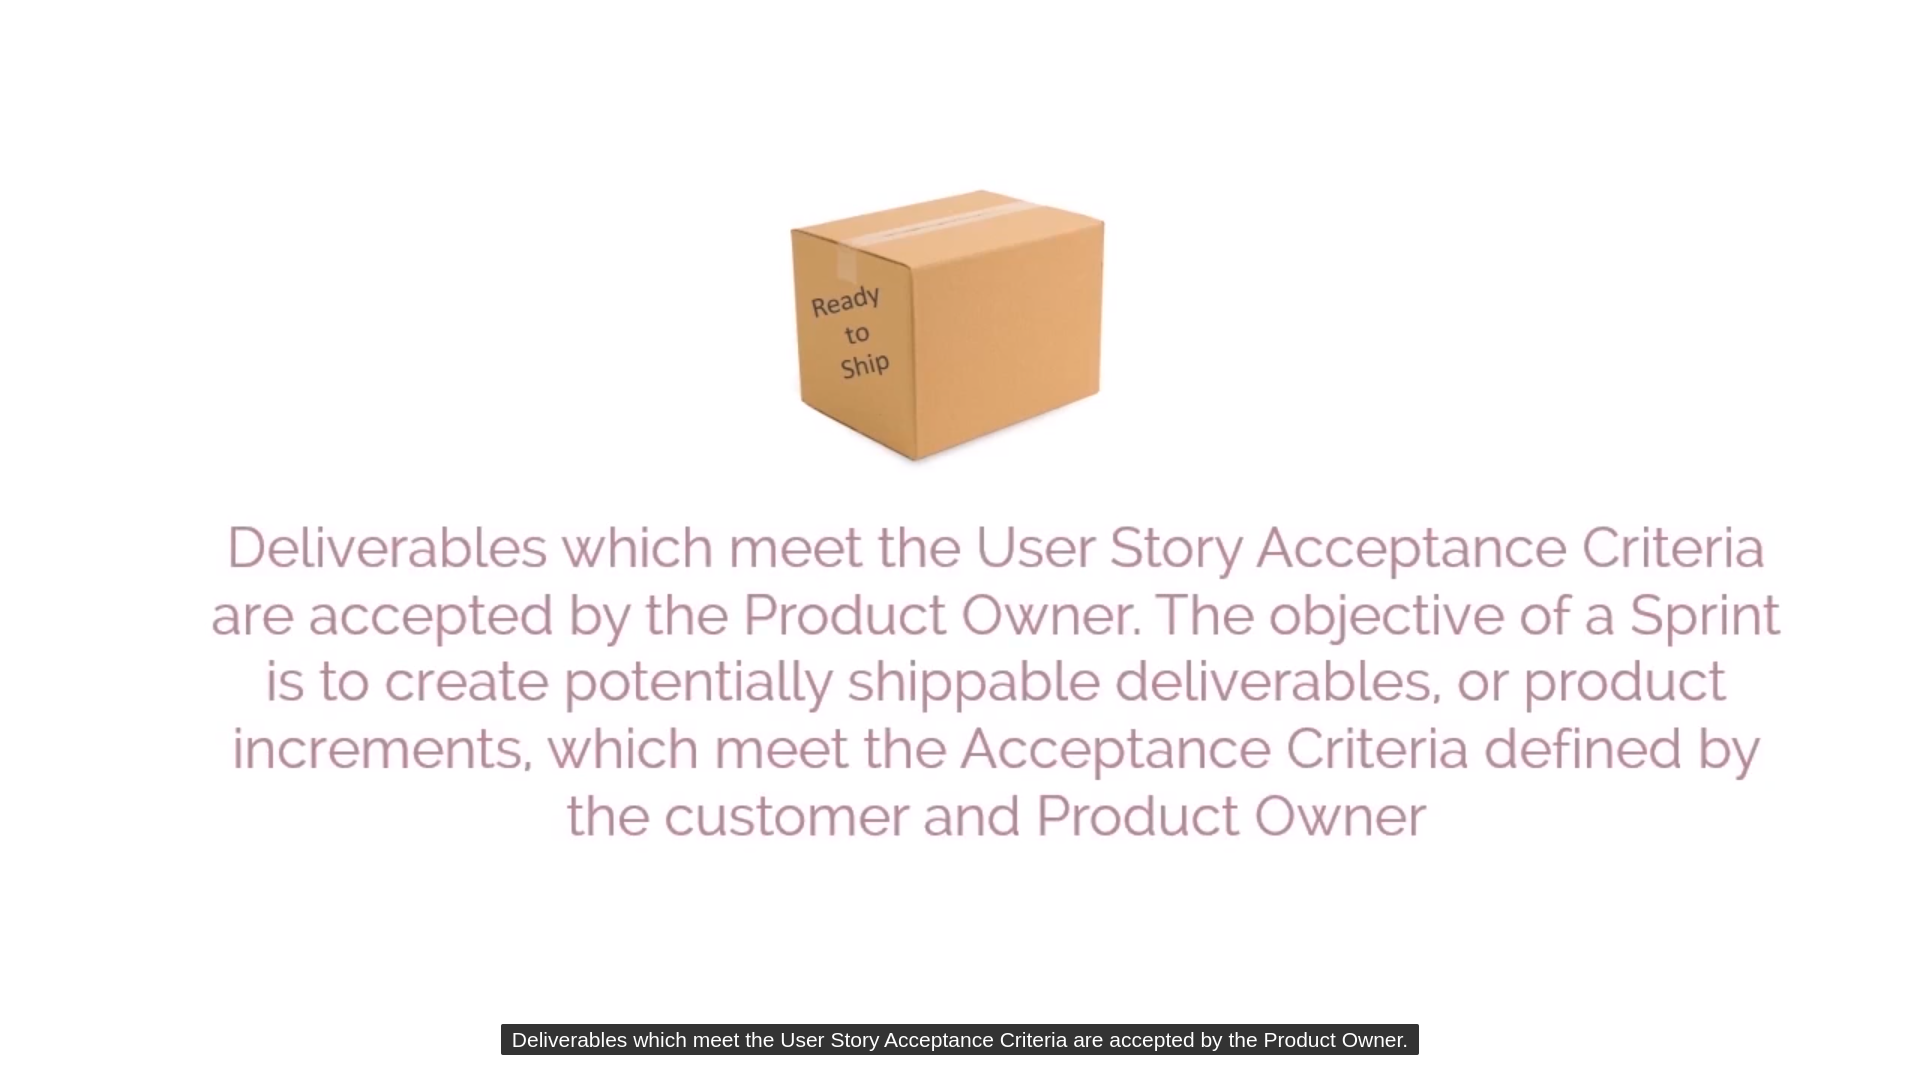 Ready
to
Ship
Deliverables which meet the User Story Acceptance Criteria
are accepted by the Product Owner. The objective of a Sprint
is to create potentially shippable deliverables, or product
increments, which meet the Acceptance Criteria defined by
the customer and Product Owner
Deliverables which meet the User Story Acceptance Criteria are accepted by the Product Owner.